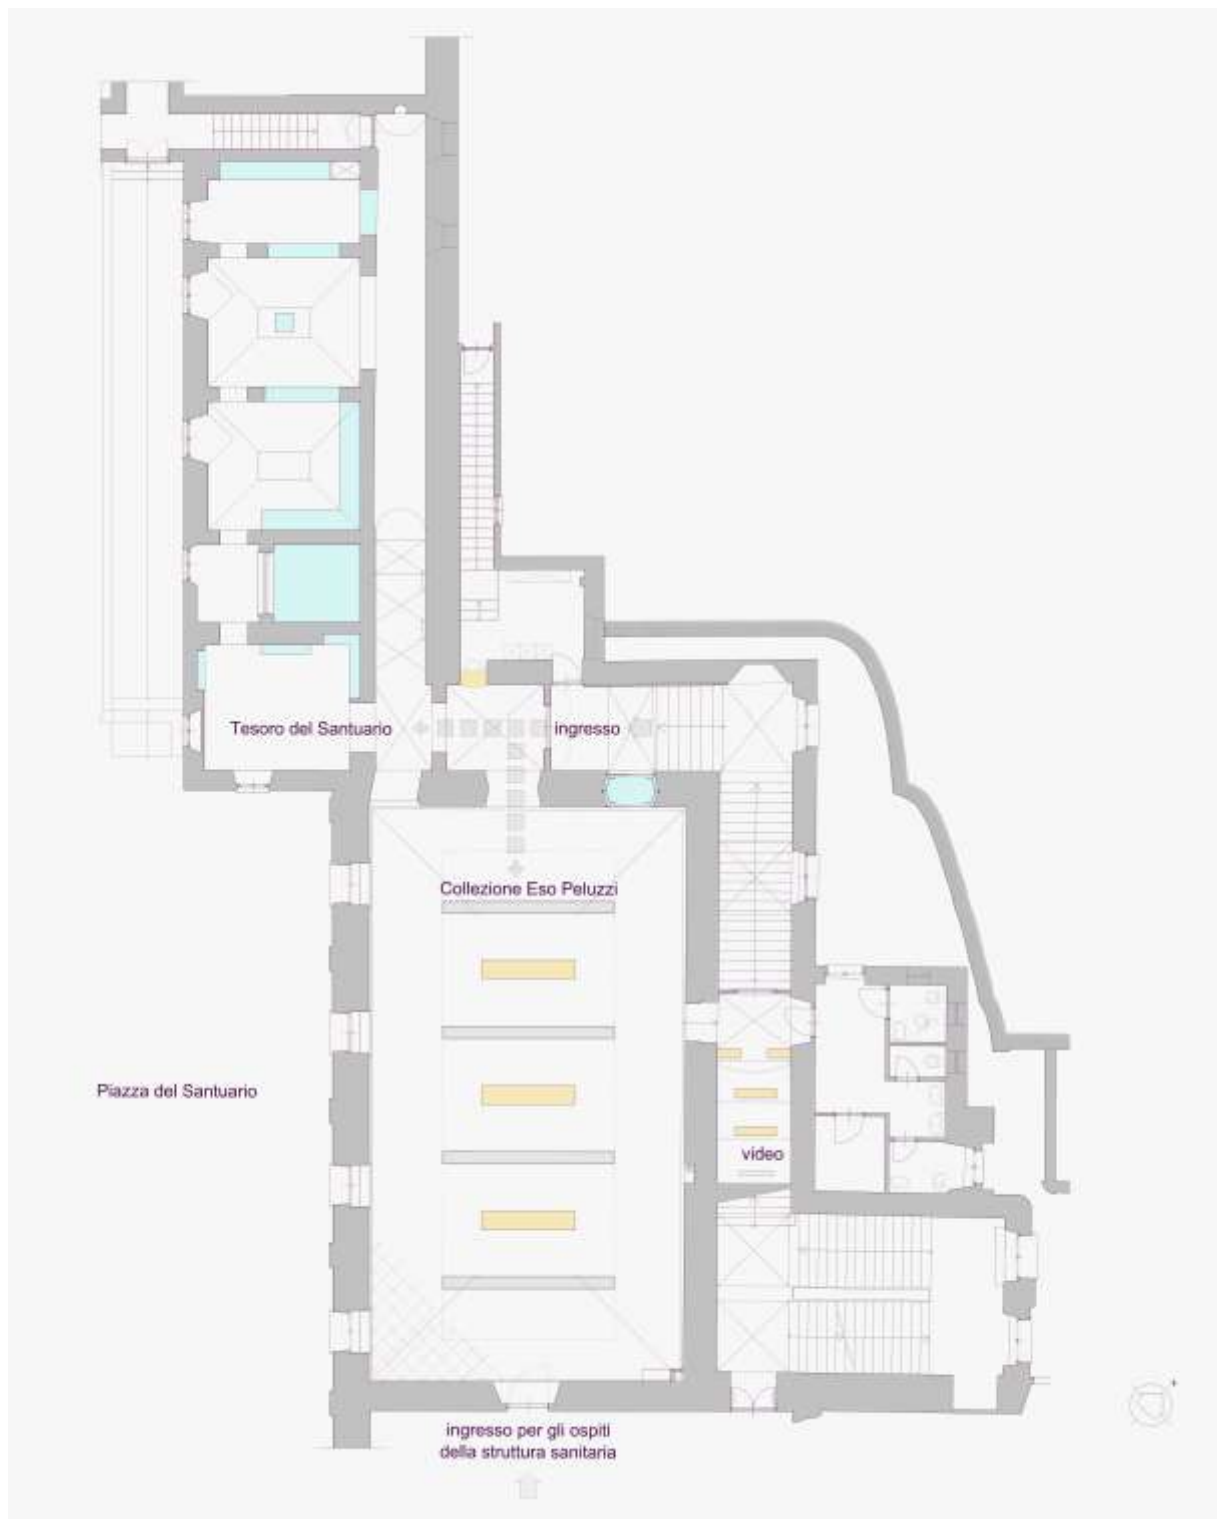 Tesoro del Santuario
ingresso
Collezione Eso Peluzzi
Piazza del Santuario
video
ingresso per gli ospiti
della struttura sanitaria